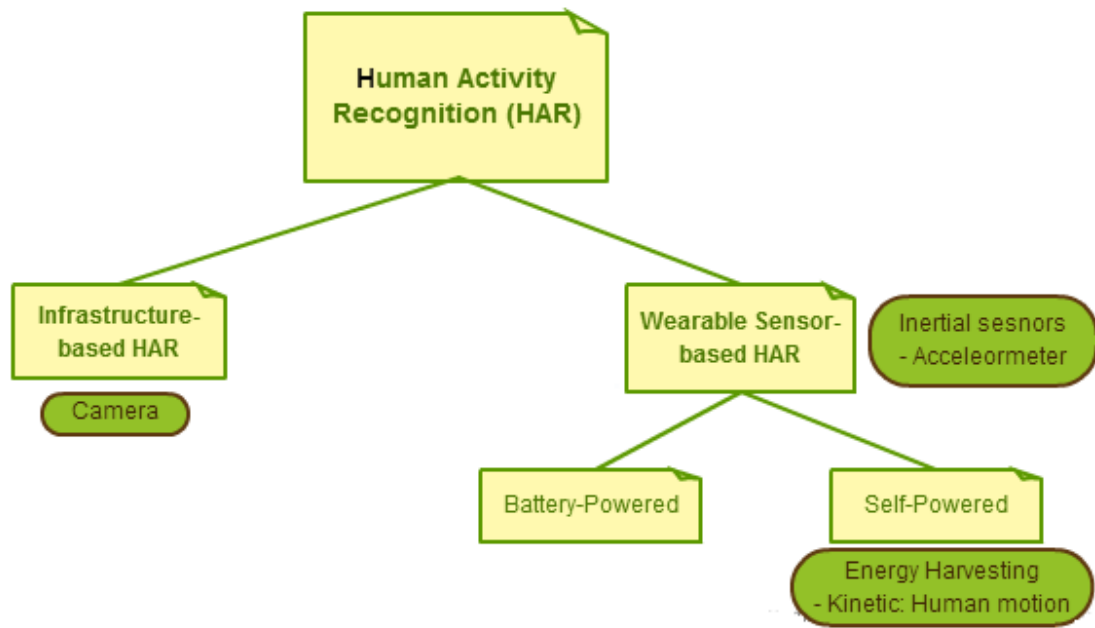 Human Activity
Recognition (HAR)
Infrastructure-
based HAR
Camera
Wearable Sensor-
based HAR
Inertial sesnors
- Acceleormeter
Battery-Powered
Self-Powered
Energy Harvesting
- Kinetic: Human motion